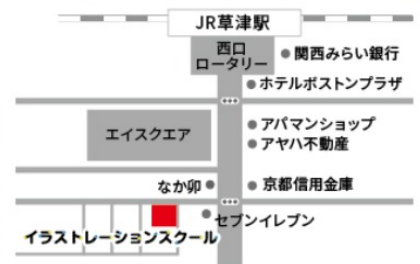 JR草津駅
西口
ロータリー
関西みらい銀行
ホテルボストンプラザ
エイスクエア
アパマンショップ
アヤハ不動産
なか卯
京都信用金庫
セブンイレブン
イラストレーションスクール